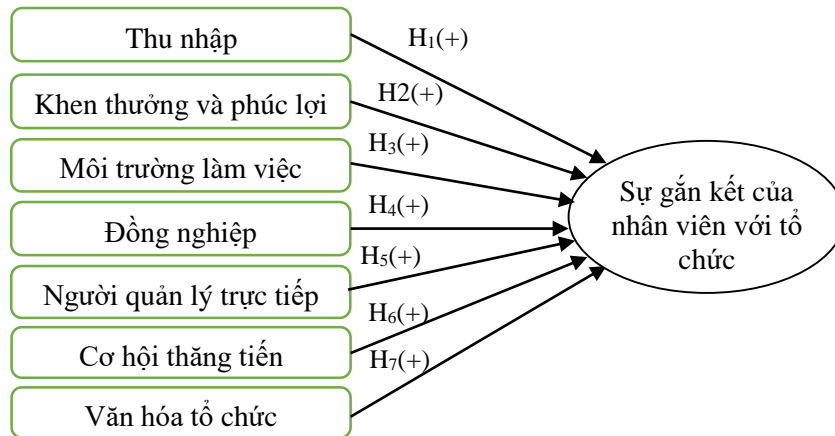 Thu nhập
H₁(+)
Khen thưởng và phúc lợi
H2(+)
Môi trường làm việc
H₃(+)
Đồng nghiệp
H₄(+)
Người quản lý trực tiếp
H₅(+)
Cơ hội thăng tiến
H₆(+)
Văn hóa tổ chức
H₇(+)
Sự gắn kết của
nhân viên với tổ
chức